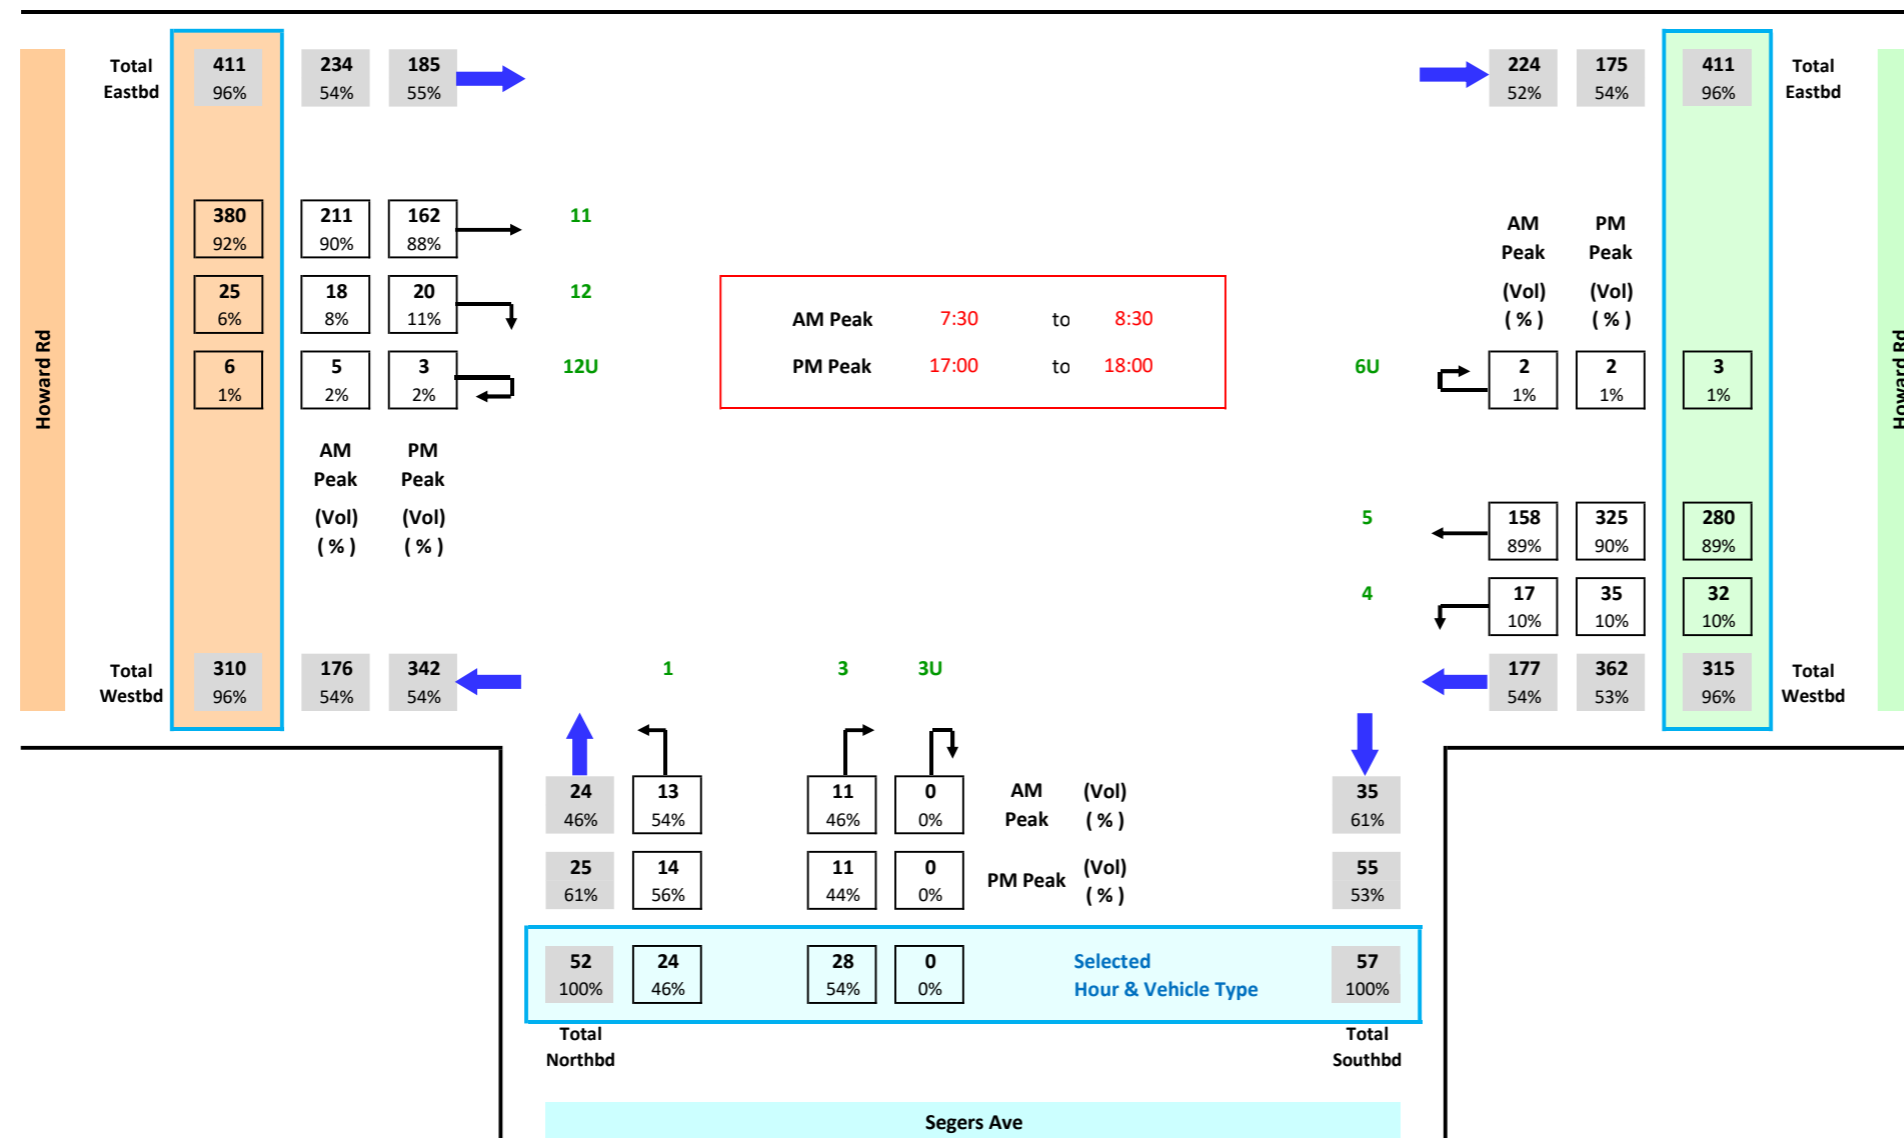 Total 411 234 185 224 175 411 Total
Eastbd 96% 54% 55% 52% 54% 96% Eastbd
380 211 162 11
92% 90% 88%
AM PM
Peak Peak
25 18 20 12 (Vol) (Vol)
6% 8% 11% ( % ) ( % )
AM Peak 7:30 to 8:30
6 5 3 12U PM Peak 17:00 to 18:00 6U 2 2 3
1% 2% 2% 1% 1% 1%
Howard Rd
Howard Rd
AM PM
Peak Peak
(Vol) (Vol) 5 158 325 280
( % ) ( % ) 89% 90% 89%
4 17 35 32
10% 10% 10%
Total 310 176 342 1 3 3U 177 362 315 Total
Westbd 96% 54% 54% 54% 53% 96% Westbd
24 13 11 0 AM (Vol) 35
46% 54% 46% 0% Peak ( % ) 61%
25 14 11 0 PM Peak (Vol) 55
61% 56% 44% 0% ( % ) 53%
52 24 28 0 Selected 57
100% 46% 54% 0% Hour & Vehicle Type 100%
Total Total
Northbd Southbd
Segers Ave